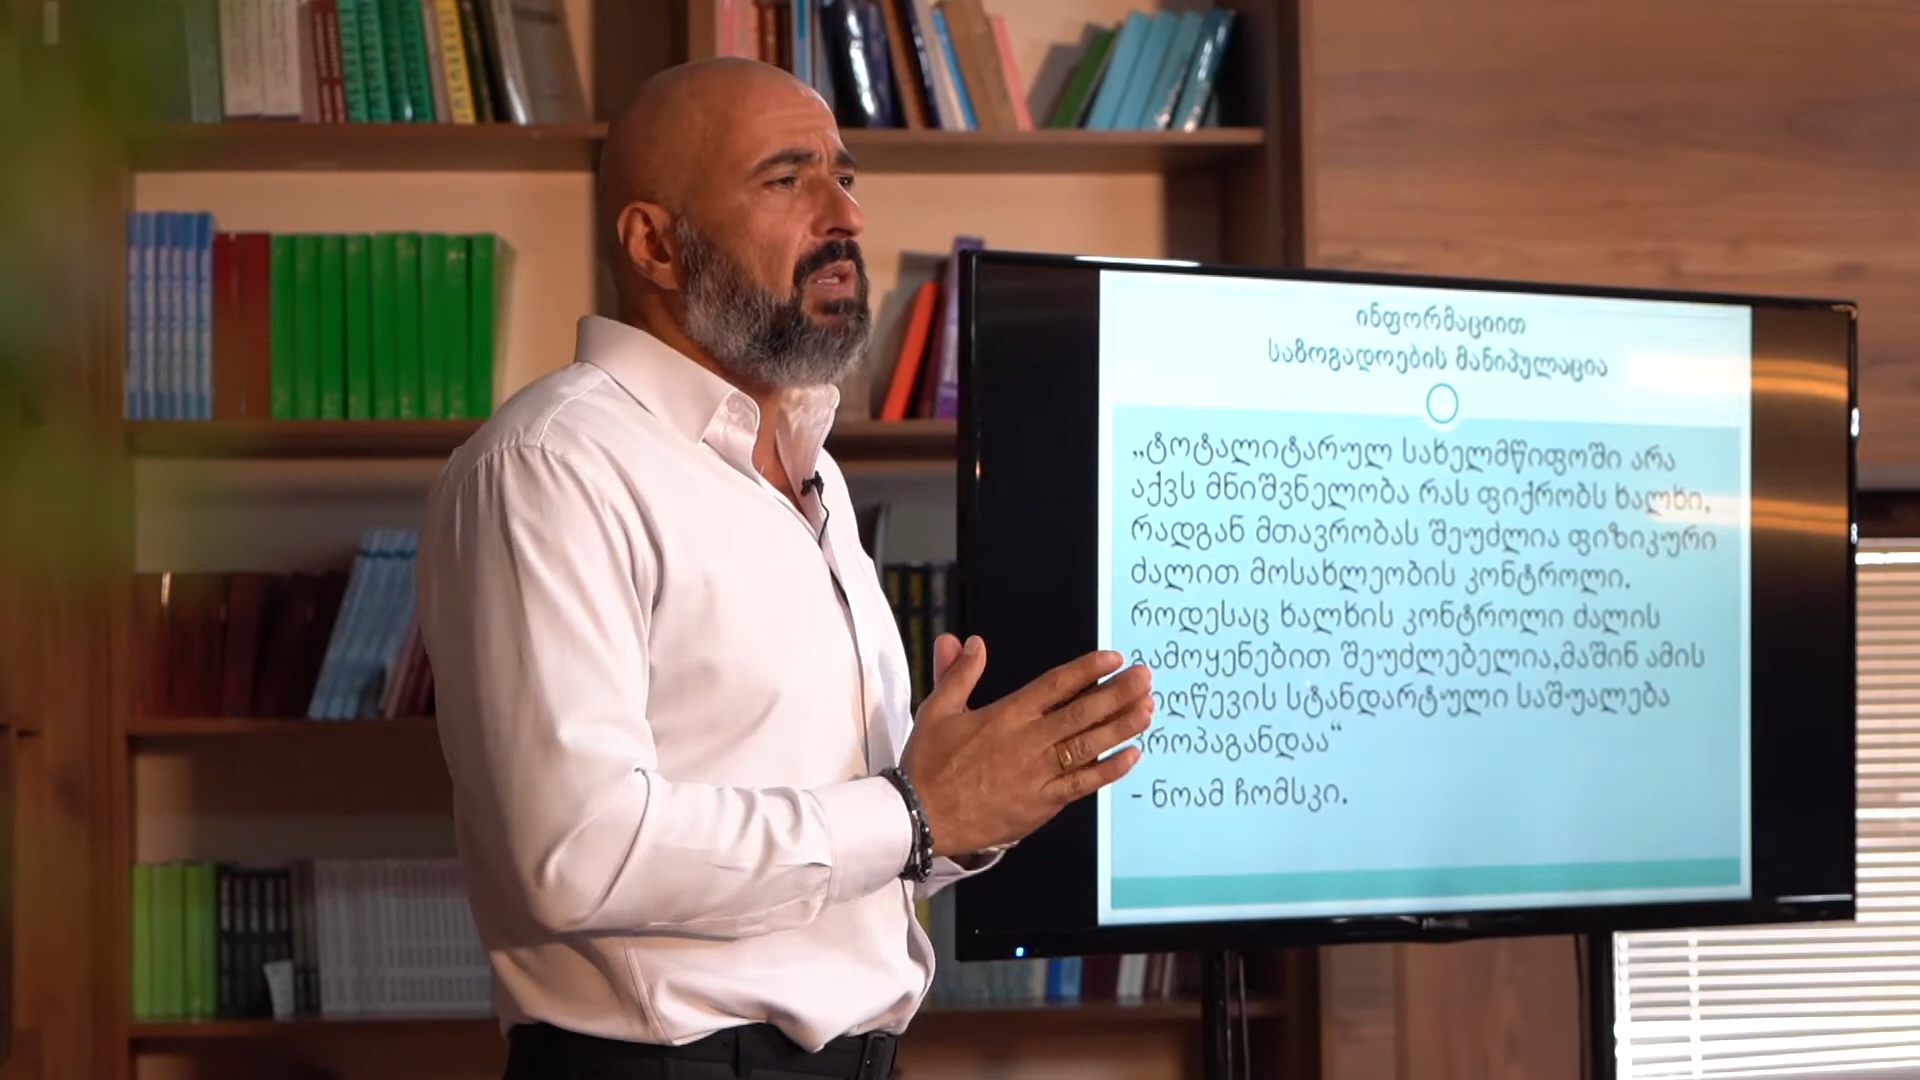 ინფორმაციით
საზოგადოების მანიპულაცია
„ტოტალიტარულ სახელმწიფოში არა
აქვს მნიშვნელობა რას ფიქრობს ხალხი,
რადგან მთავრობას შეუძლია ფიზიკური
ძალით მოსახლეობის კონტროლი.
როდესაც ხალხის კონტროლი ძალის
გამოყენებით შეუძლებელია,მაშინ ამის
სტანდარტული საშუალება
პროპაგანდაა“
- ნოამ ჩომსკი.